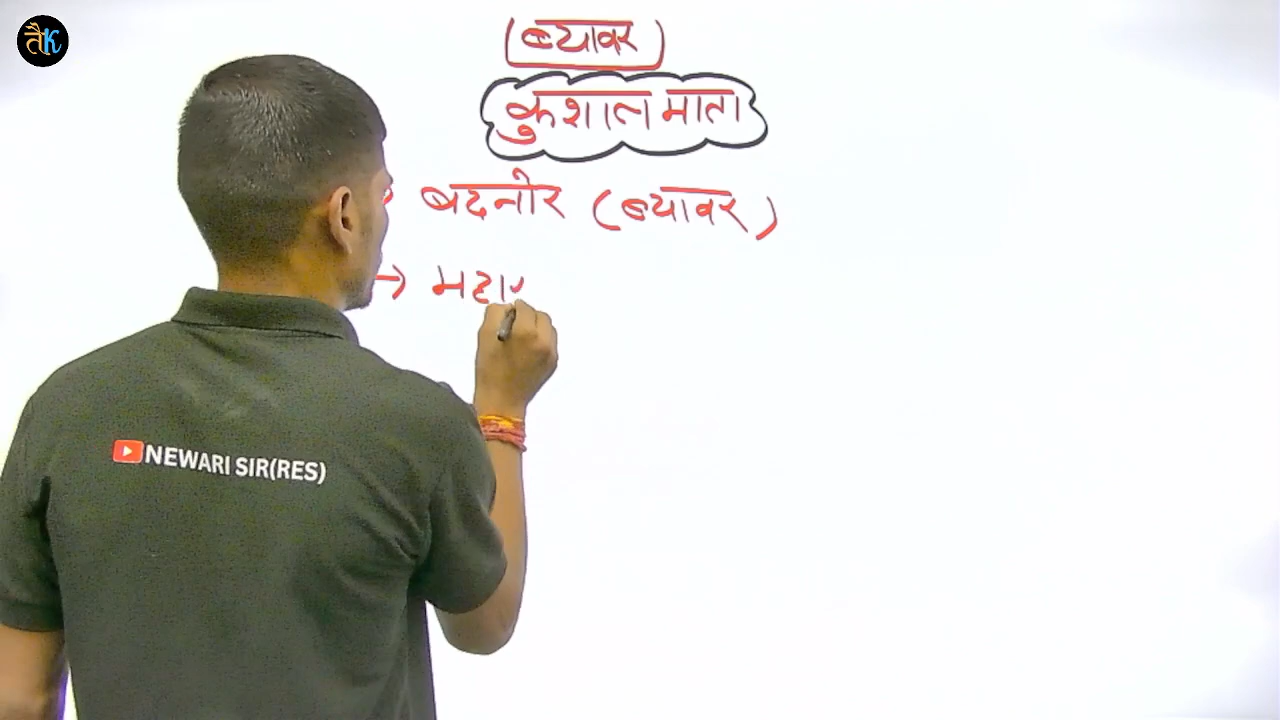 तैK
(ब्यावर)
कुशाल माता
बदनौर (ब्यावर)
→ महा
NEWARI SIR(RES)